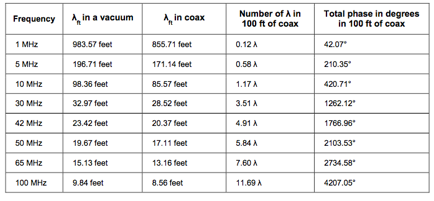 Frequency λft in a vacuum λft in coax Number of λ in 100 ft of coax Total phase in degrees in 100 ft of coax
1 MHz 983.57 feet 855.71 feet 0.12 λ 42.07°
5 MHz 196.71 feet 171.14 feet 0.58 λ 210.35°
10 MHz 98.36 feet 85.57 feet 1.17 λ 420.71°
30 MHz 32.97 feet 28.52 feet 3.51 λ 1262.12°
42 MHz 23.42 feet 20.37 feet 4.91 λ 1766.96°
50 MHz 19.67 feet 17.11 feet 5.84 λ 2103.53°
65 MHz 15.13 feet 13.16 feet 7.60 λ 2734.58°
100 MHz 9.84 feet 8.56 feet 11.69 λ 4207.05°